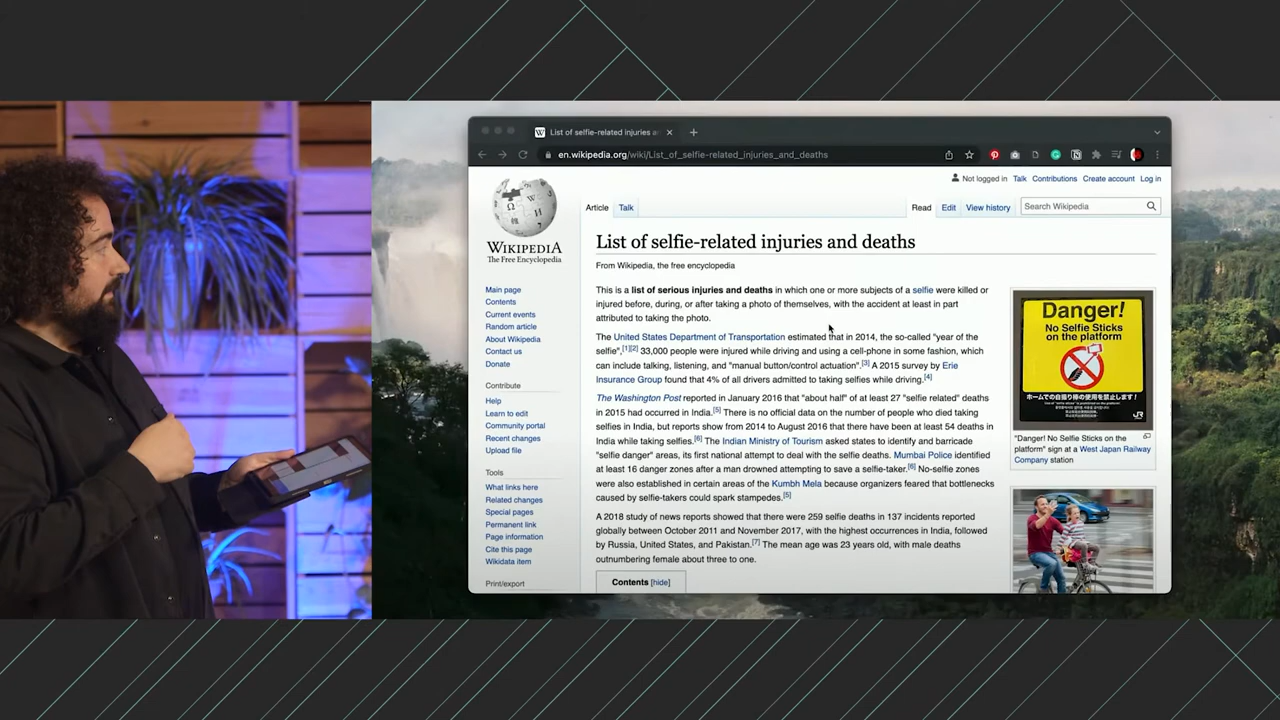 List of selfie-related injuries a
en.wikipedia.org/wiki/List_of_selfie-related_injuries_and_deaths
Not logged in Talk Contributions Create account Log in
Article Talk
Read Edit View history Search Wikipedia
WIKIPEDIA
The Free Encyclopedia
Main page
Contents
Current events
Random article
About Wikipedia
Contact us
Donate
Contribute
Help
Learn to edit
Community portal
Recent changes
Upload file
Tools
What links here
Related changes
Special pages
Permanent link
Page information
Cite this page
Wikidata item
Print/export
List of selfie-related injuries and deaths
From Wikipedia, the free encyclopedia
This is a list of serious injuries and deaths in which one or more subjects of a selfie were killed or
injured before, during, or after taking a photo of themselves, with the accident at least in part
attributed to taking the photo.
The United States Department of Transportation estimated that in 2014, the so-called "year of the
selfie",[1][2] 33,000 people were injured while driving and using a cell-phone in some fashion, which
can include talking, listening, and "manual button/control actuation".[3] A 2015 survey by Erie
Insurance Group found that 4% of all drivers admitted to taking selfies while driving.[4]
The Washington Post reported in January 2016 that "about half" of at least 27 "selfie related" deaths
in 2015 had occurred in India.[5] There is no official data on the number of people who died taking
selfies in India, but reports show from 2014 to August 2016 that there have been at least 54 deaths in
India while taking selfies.[6] The Indian Ministry of Tourism asked states to identify and barricade
"selfie danger" areas, its first national attempt to deal with the selfie deaths. Mumbai Police identified
at least 16 danger zones after a man drowned attempting to save a selfie-taker.[6] No-selfie zones
were also established in certain areas of the Kumbh Mela because organizers feared that bottlenecks
caused by selfie-takers could spark stampedes.[5]
A 2018 study of news reports showed that there were 259 selfie deaths in 137 incidents reported
globally between October 2011 and November 2017, with the highest occurrences in India, followed
by Russia, United States, and Pakistan.[7] The mean age was 23 years old, with male deaths
outnumbering female about three to one.
Contents [hide]
Danger!
No Selfie Sticks
on the platform
ホームでの自撮り棒の使用を禁止します!
JR
"Danger! No Selfie Sticks on the
platform" sign at a West Japan Railway
Company station